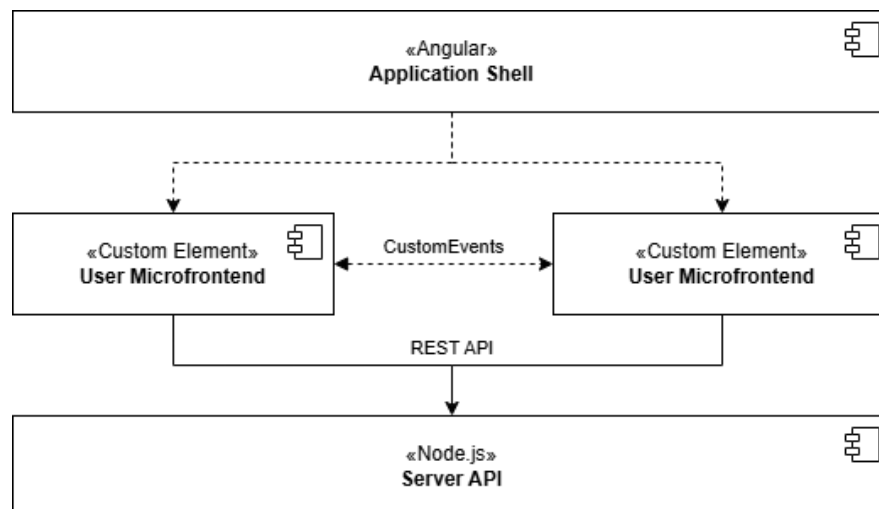 «Angular»
Application Shell
«Custom Element»
User Microfrontend
CustomEvents
«Custom Element»
User Microfrontend
REST API
«Node.js»
Server API